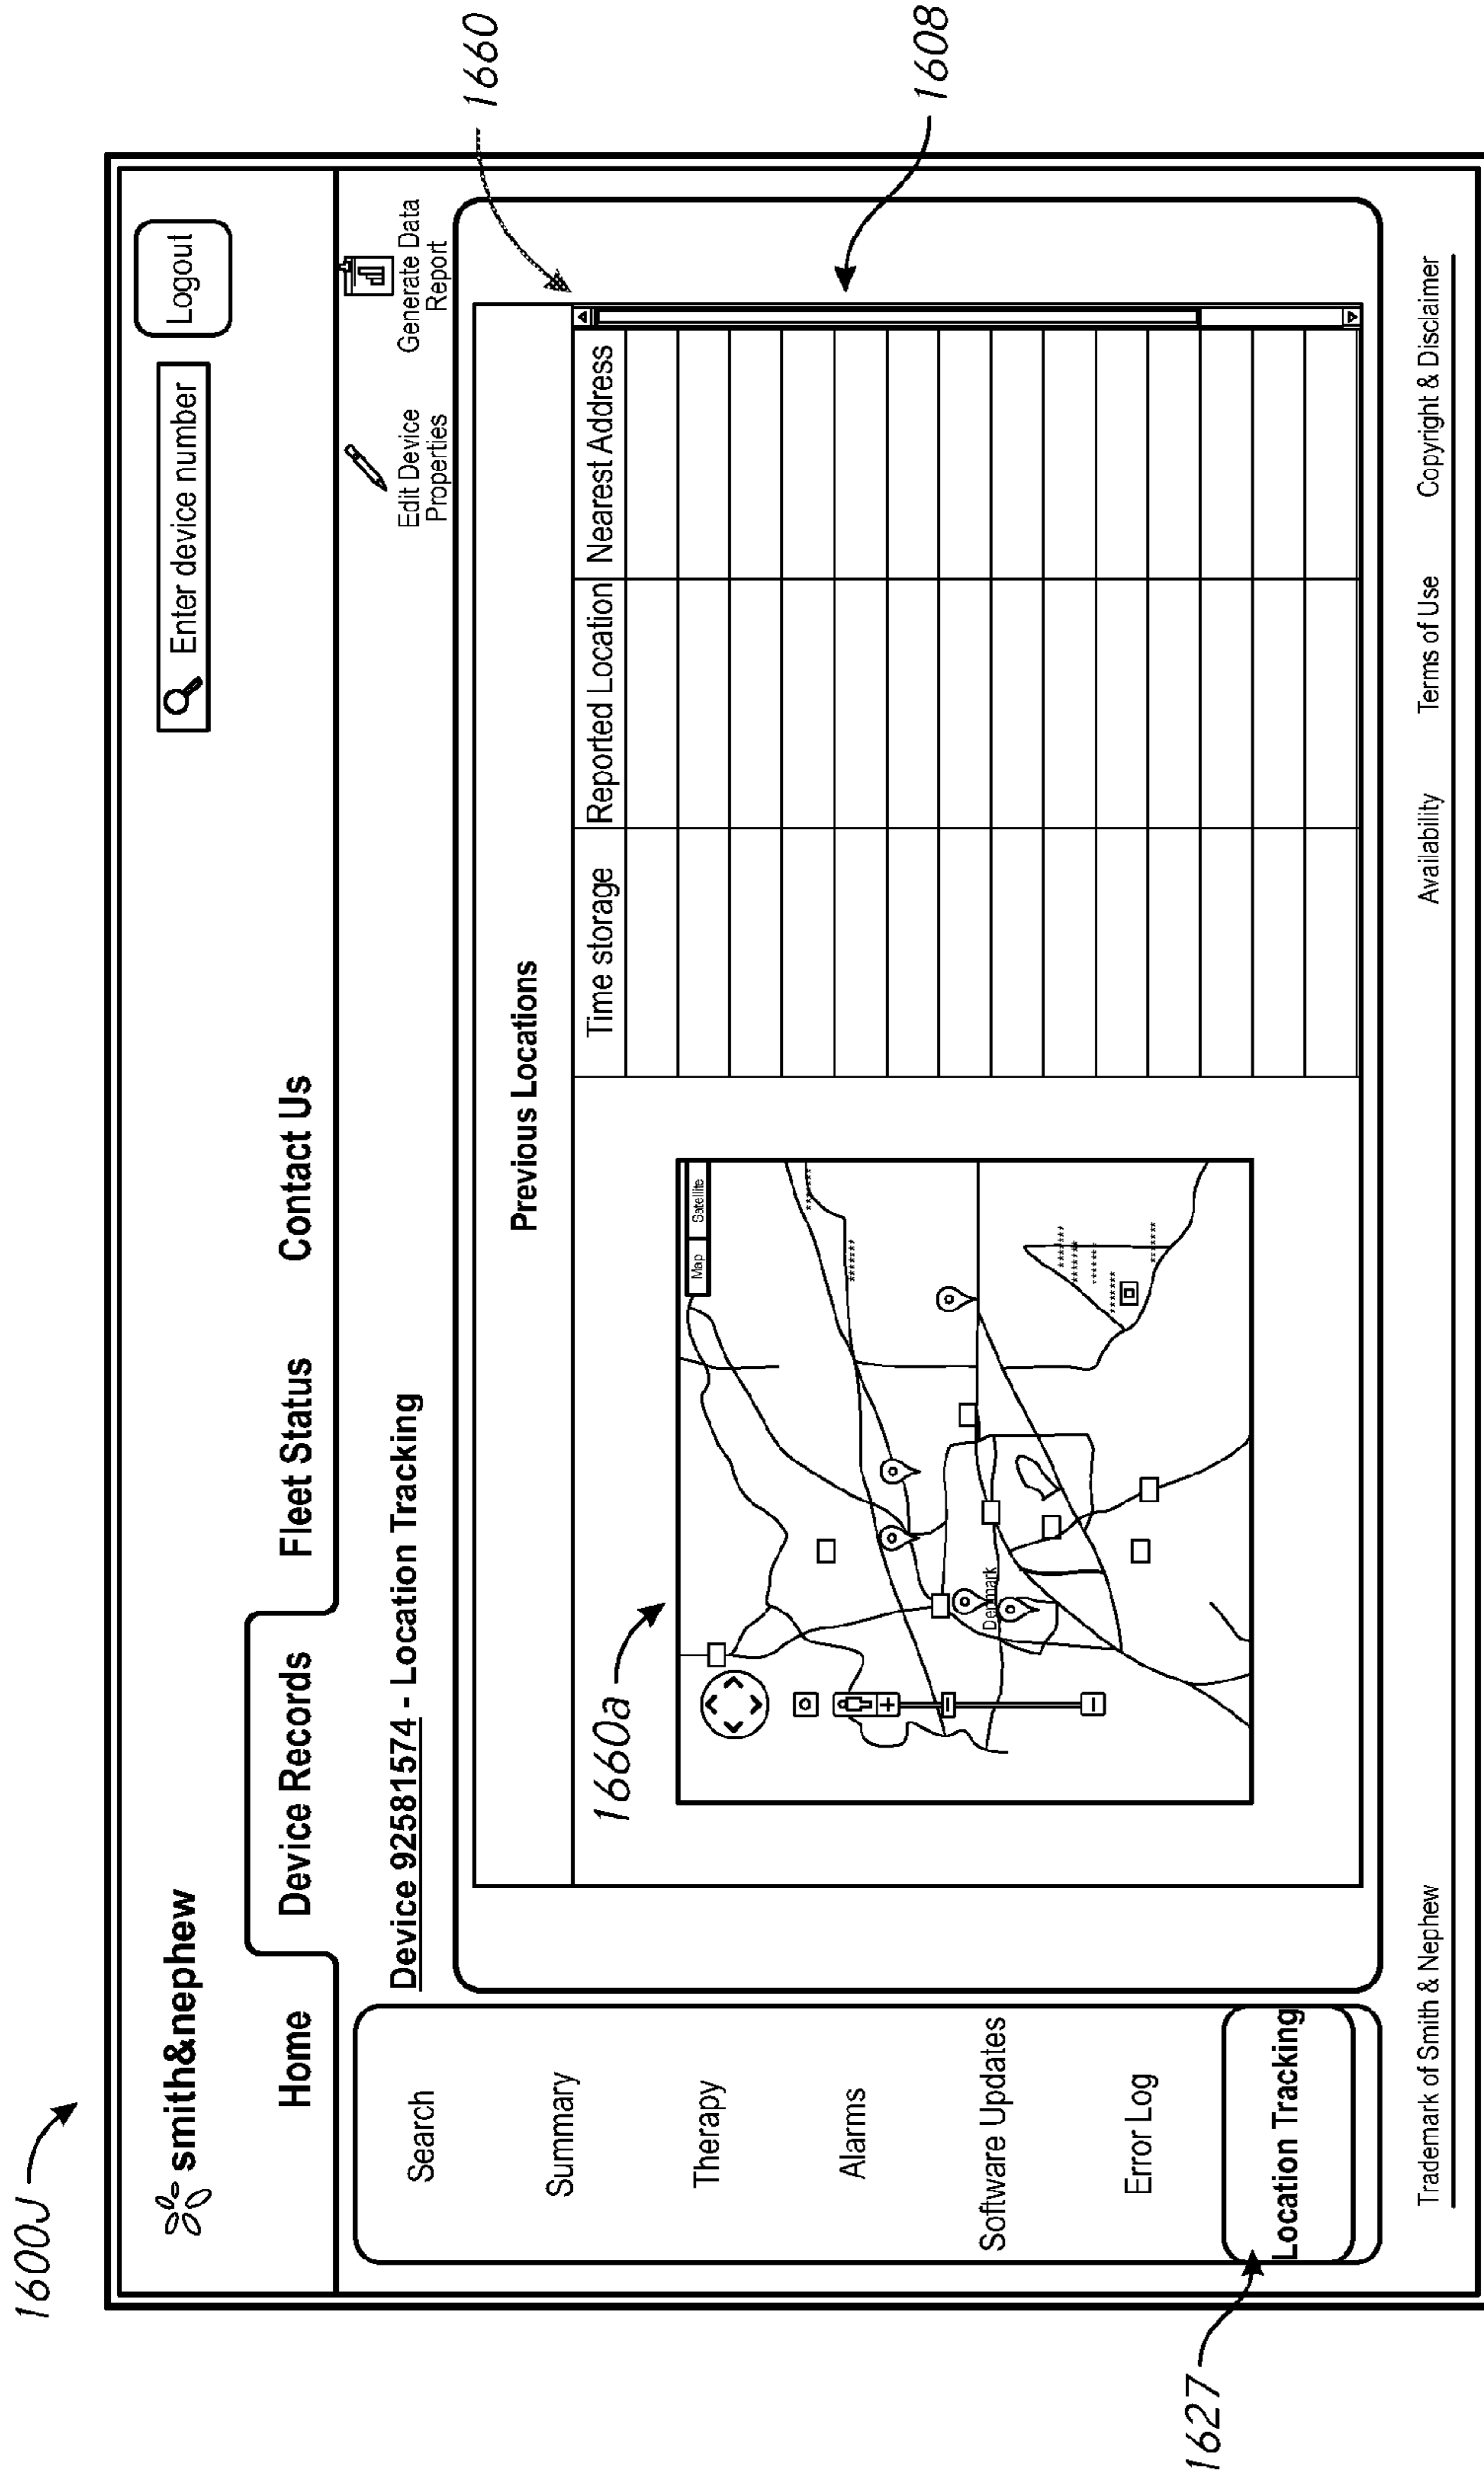 1600J
smith&nephew
Enter device number
Logout
Home
Device Records
Fleet Status
Contact Us
Device 92581574 - Location Tracking
Edit Device
Properties
Generate Data
Report
1660
Search
Summary
Therapy
Alarms
Software Updates
Error Log
Location Tracking
1627
Previous Locations
1660a
Map
Satellite
Denmark
Time storage
Reported Location
Nearest Address
1608
Trademark of Smith & Nephew
Availability
Terms of Use
Copyright & Disclaimer